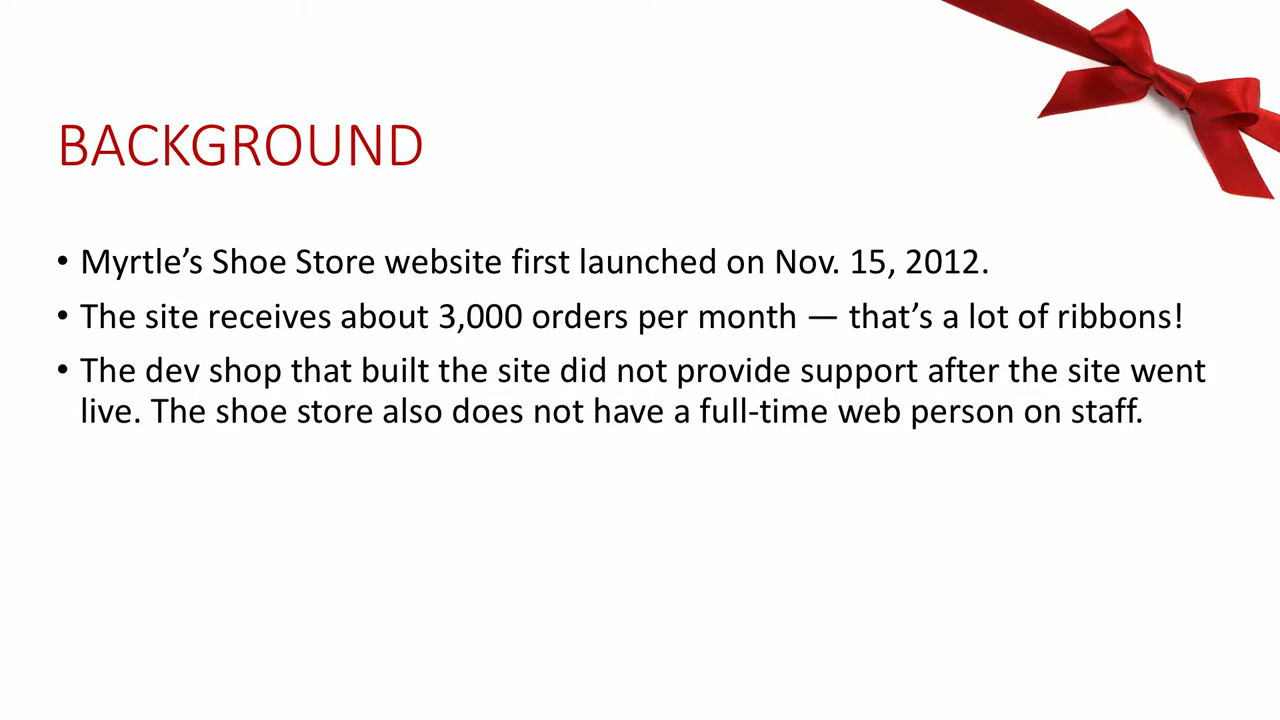 BACKGROUND
• Myrtle’s Shoe Store website first launched on Nov. 15, 2012.
• The site receives about 3,000 orders per month — that’s a lot of ribbons!
• The dev shop that built the site did not provide support after the site went
live. The shoe store also does not have a full-time web person on staff.